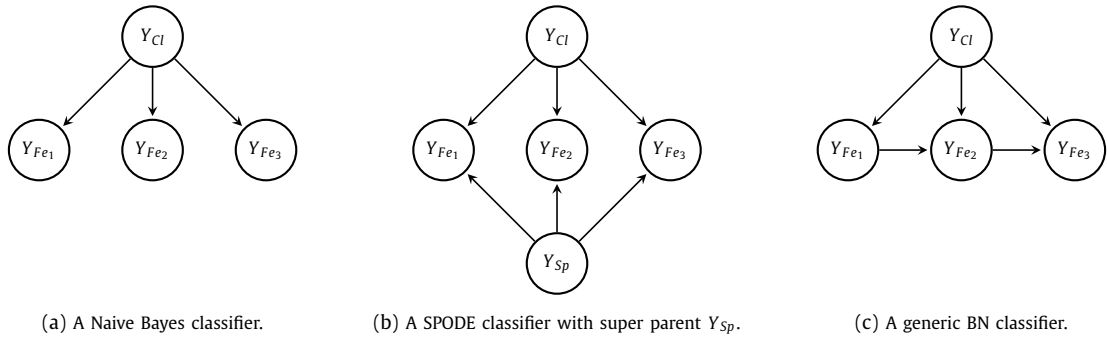 Y_Cl Y_Cl Y_Cl
Y_Fe1 Y_Fe2 Y_Fe3 Y_Fe1 Y_Fe2 Y_Fe3 Y_Fe1 Y_Fe2 Y_Fe3
Y_Sp
(a) A Naive Bayes classifier. (b) A SPODE classifier with super parent Y_Sp. (c) A generic BN classifier.